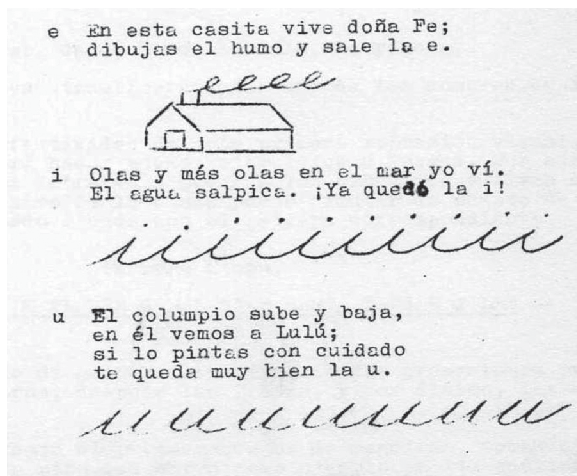 e En esta casita vive doña Fe;
dibujas el humo y sale la e.
eeee
i Olas y más olas en el mar yo ví.
El agua salpica. ¡Ya quedó la i!
iiiiiiii
u El columpio sube y baja,
en él vemos a Lulú;
si lo pintas con cuidado
te queda muy bien la u.
uuuuuuuu